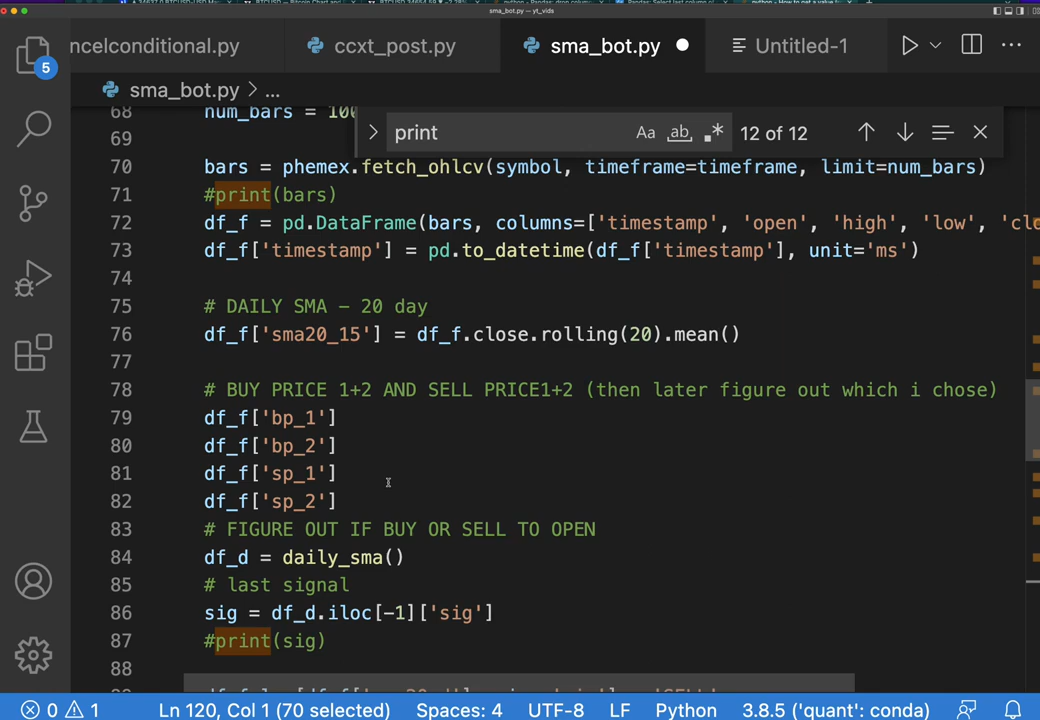 sma_bot.py — yt_vids
ncelconditional.py ccxt_post.py sma_bot.py Untitled-1
5
sma_bot.py > ...
print Aa ab .* 12 of 12
68 num_bars = 100
69
70 bars = phemex.fetch_ohlcv(symbol, timeframe=timeframe, limit=num_bars)
71 #print(bars)
72 df_f = pd.DataFrame(bars, columns=['timestamp', 'open', 'high', 'low', 'clo
73 df_f['timestamp'] = pd.to_datetime(df_f['timestamp'], unit='ms')
74
75 # DAILY SMA – 20 day
76 df_f['sma20_15'] = df_f.close.rolling(20).mean()
77
78 # BUY PRICE 1+2 AND SELL PRICE1+2 (then later figure out which i chose)
79 df_f['bp_1']
80 df_f['bp_2']
81 df_f['sp_1']
82 df_f['sp_2']
83 # FIGURE OUT IF BUY OR SELL TO OPEN
84 df_d = daily_sma()
85 # last signal
86 sig = df_d.iloc[-1]['sig']
87 #print(sig)
88
0 1 Ln 120, Col 1 (70 selected) Spaces: 4 UTF-8 LF Python 3.8.5 ('quant': conda)